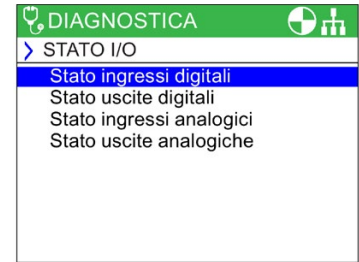 DIAGNOSTICA
STATO I/O
Stato ingressi digitali
Stato uscite digitali
Stato ingressi analogici
Stato uscite analogiche